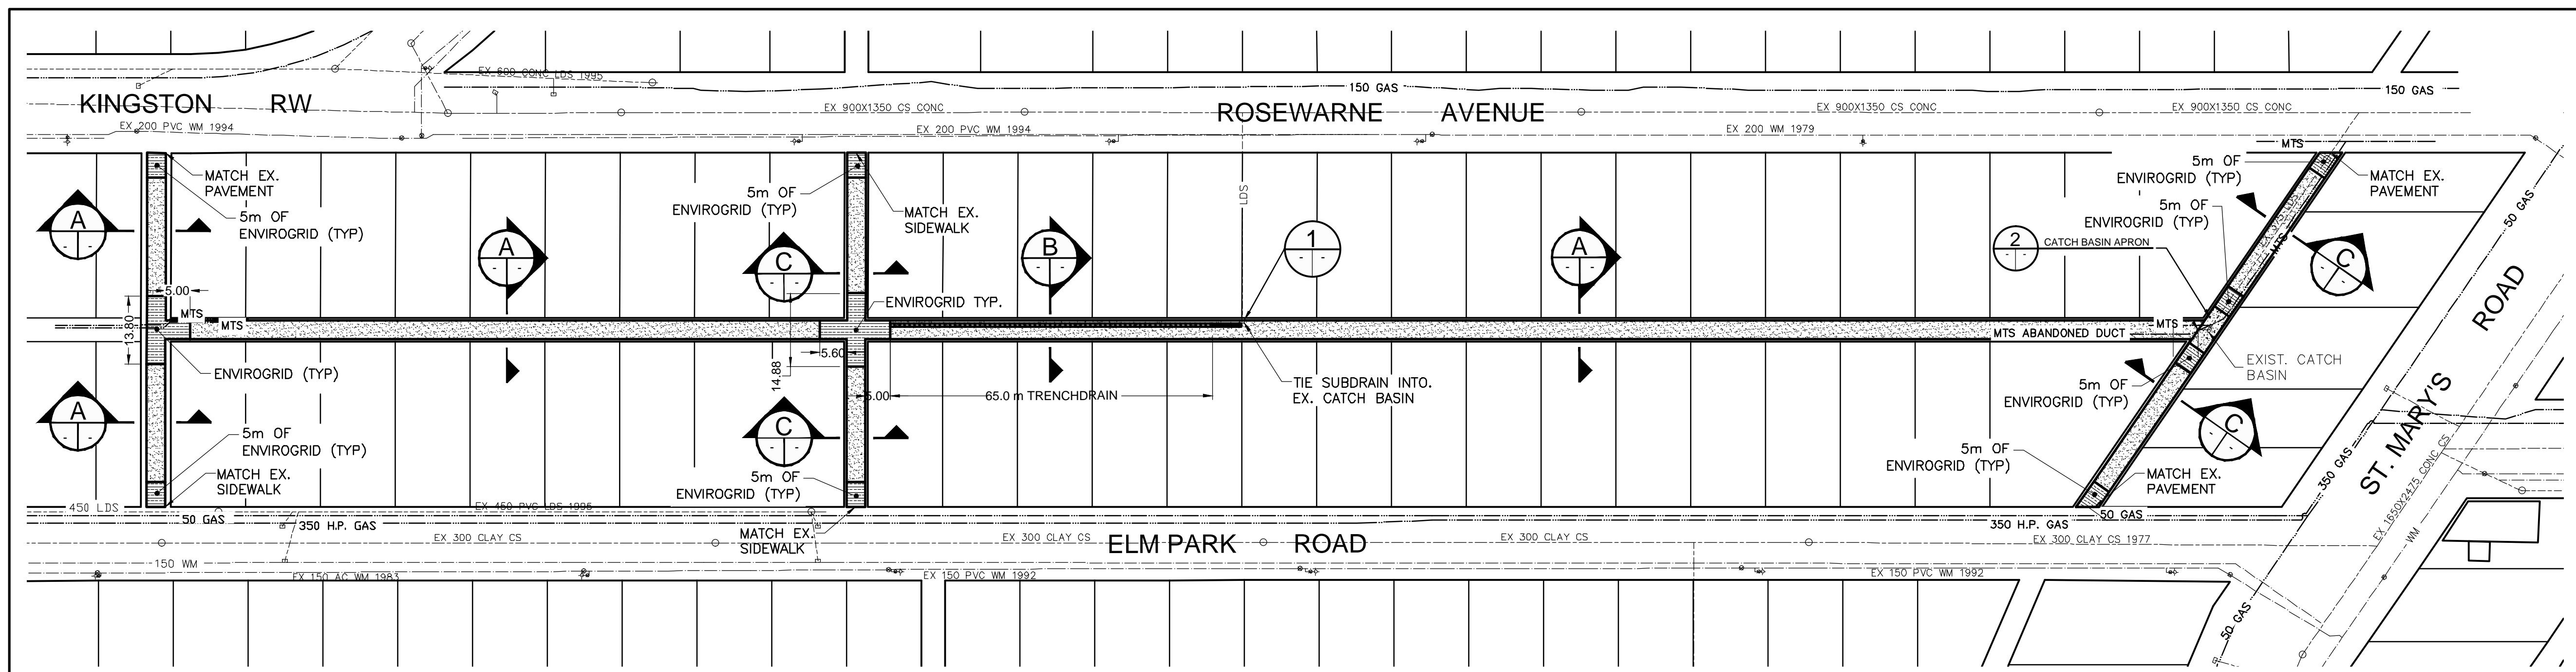 EX 600 CONC LDS 1995
150 GAS
150 GAS
KINGSTON RW
ROSEWARNE AVENUE
EX 900X1350 CS CONC
EX 900X1350 CS CONC
EX 900X1350 CS CONC
EX 200 PVC WM 1994
EX 200 PVC WM 1994
EX 200 WM 1979
MTS
MATCH EX.
PAVEMENT
5m OF
ENVIROGRID (TYP)
A
- -
A
- -
5m OF
ENVIROGRID (TYP)
MATCH EX.
SIDEWALK
C
- -
B
- -
LDS
1
- -
A
- -
2
- -
CATCH BASIN APRON
5m OF
ENVIROGRID (TYP)
5m OF
ENVIROGRID (TYP)
MATCH EX.
PAVEMENT
MTS
C
- -
50 GAS
5.00
13.80
MTS
MTS
ENVIROGRID TYP.
ENVIROGRID (TYP)
5.60
14.88
5.00
65.0 m TRENCHDRAIN
TIE SUBDRAIN INTO.
EX. CATCH BASIN
MTS ABANDONED DUCT
MTS
EXIST. CATCH
BASIN
5m OF
ENVIROGRID (TYP)
C
- -
ST. MARY'S ROAD
A
- -
5m OF
ENVIROGRID (TYP)
MATCH EX.
SIDEWALK
C
- -
5m OF
ENVIROGRID (TYP)
MATCH EX.
SIDEWALK
5m OF
ENVIROGRID (TYP)
MATCH EX.
PAVEMENT
350 GAS
EX 1650X2475 CONC CS
WM
450 LDS
EX 450 PVC LDS 1995
50 GAS
350 H.P. GAS
50 GAS
350 H.P. GAS
EX 300 CLAY CS
EX 300 CLAY CS
ELM PARK ROAD
EX 300 CLAY CS
EX 300 CLAY CS 1977
150 WM
EX 150 AC WM 1983
EX 150 PVC WM 1992
EX 150 PVC WM 1992
50 GAS